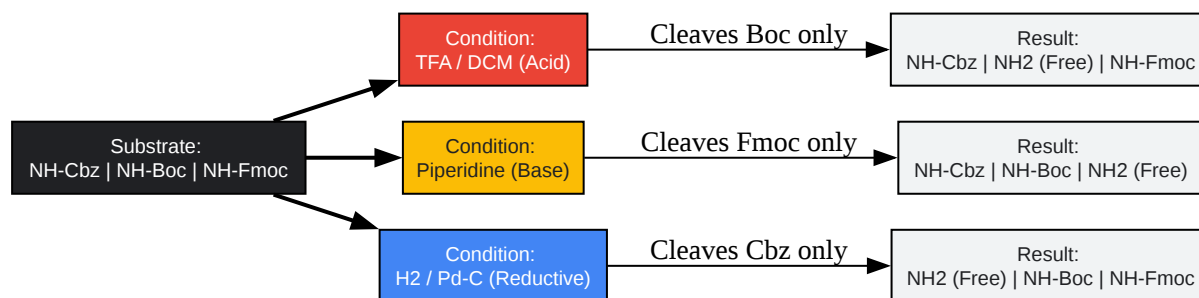 Condition:
TFA / DCM (Acid)
Cleaves Boc only
Result:
NH-Cbz | NH2 (Free) | NH-Fmoc
Substrate:
NH-Cbz | NH-Boc | NH-Fmoc
Condition:
Piperidine (Base)
Cleaves Fmoc only
Result:
NH-Cbz | NH-Boc | NH2 (Free)
Condition:
H2 / Pd-C (Reductive)
Cleaves Cbz only
Result:
NH2 (Free) | NH-Boc | NH-Fmoc